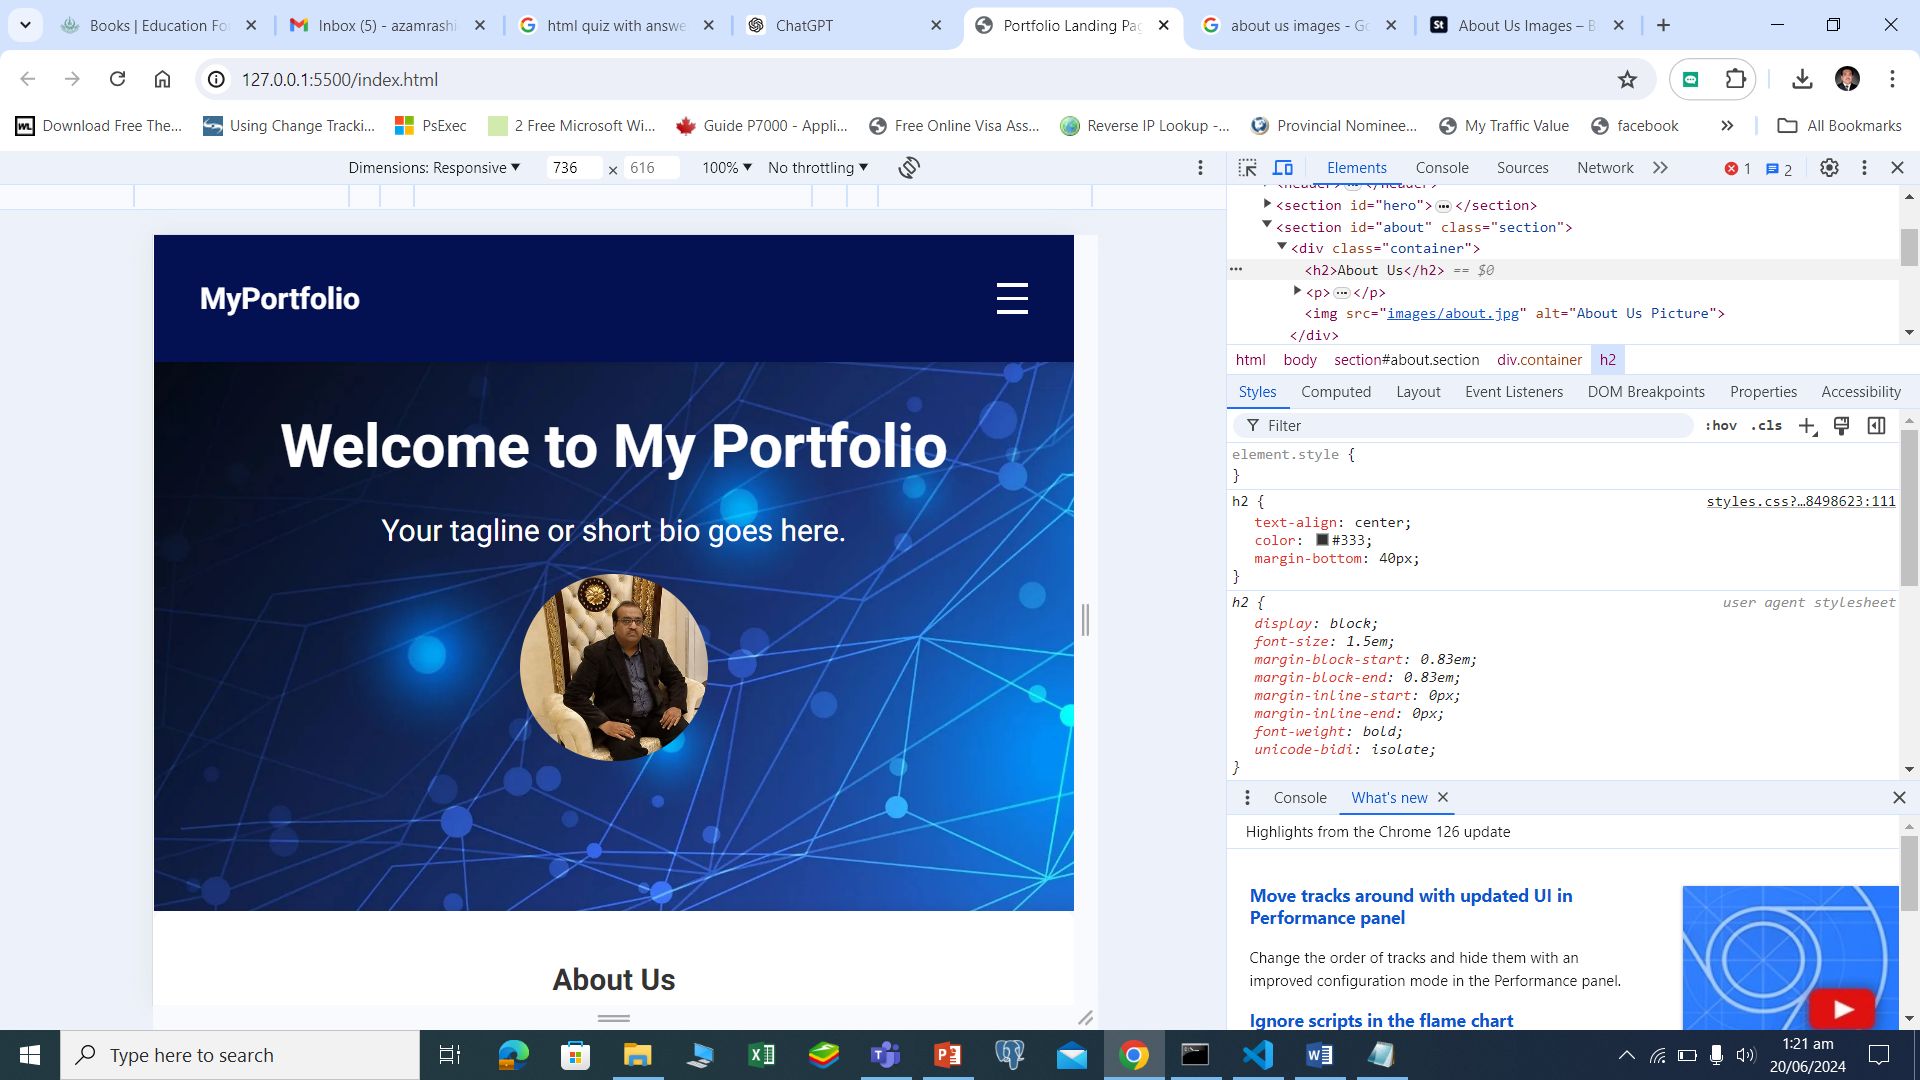 Books | Education Fo
Inbox (5) - azamrashi
html quiz with answe
ChatGPT
Portfolio Landing Pag
about us images - Go
About Us Images – B
127.0.0.1:5500/index.html
Download Free The...
Using Change Tracki...
PsExec
2 Free Microsoft Wi...
Guide P7000 - Appli...
Free Online Visa Ass...
Reverse IP Lookup -...
Provincial Nominee...
My Traffic Value
facebook
All Bookmarks
Dimensions: Responsive
736 x 616
100%
No throttling
MyPortfolio
Welcome to My Portfolio
Your tagline or short bio goes here.
About Us
Elements Console Sources Network 1 2
<section id="hero"> … </section>
<section id="about" class="section">
<div class="container">
<h2>About Us</h2> == $0
<p> … </p>
<img src="images/about.jpg" alt="About Us Picture">
</div>
html body section#about.section div.container h2
Styles Computed Layout Event Listeners DOM Breakpoints Properties Accessibility
Filter :hov .cls
element.style {
}
h2 { styles.css?…8498623:111
text-align: center;
color: #333;
margin-bottom: 40px;
}
h2 { user agent stylesheet
display: block;
font-size: 1.5em;
margin-block-start: 0.83em;
margin-block-end: 0.83em;
margin-inline-start: 0px;
margin-inline-end: 0px;
font-weight: bold;
unicode-bidi: isolate;
}
Console What's new
Highlights from the Chrome 126 update
Move tracks around with updated UI in
Performance panel
Change the order of tracks and hide them with an
improved configuration mode in the Performance panel.
Ignore scripts in the flame chart
Type here to search
1:21 am
20/06/2024